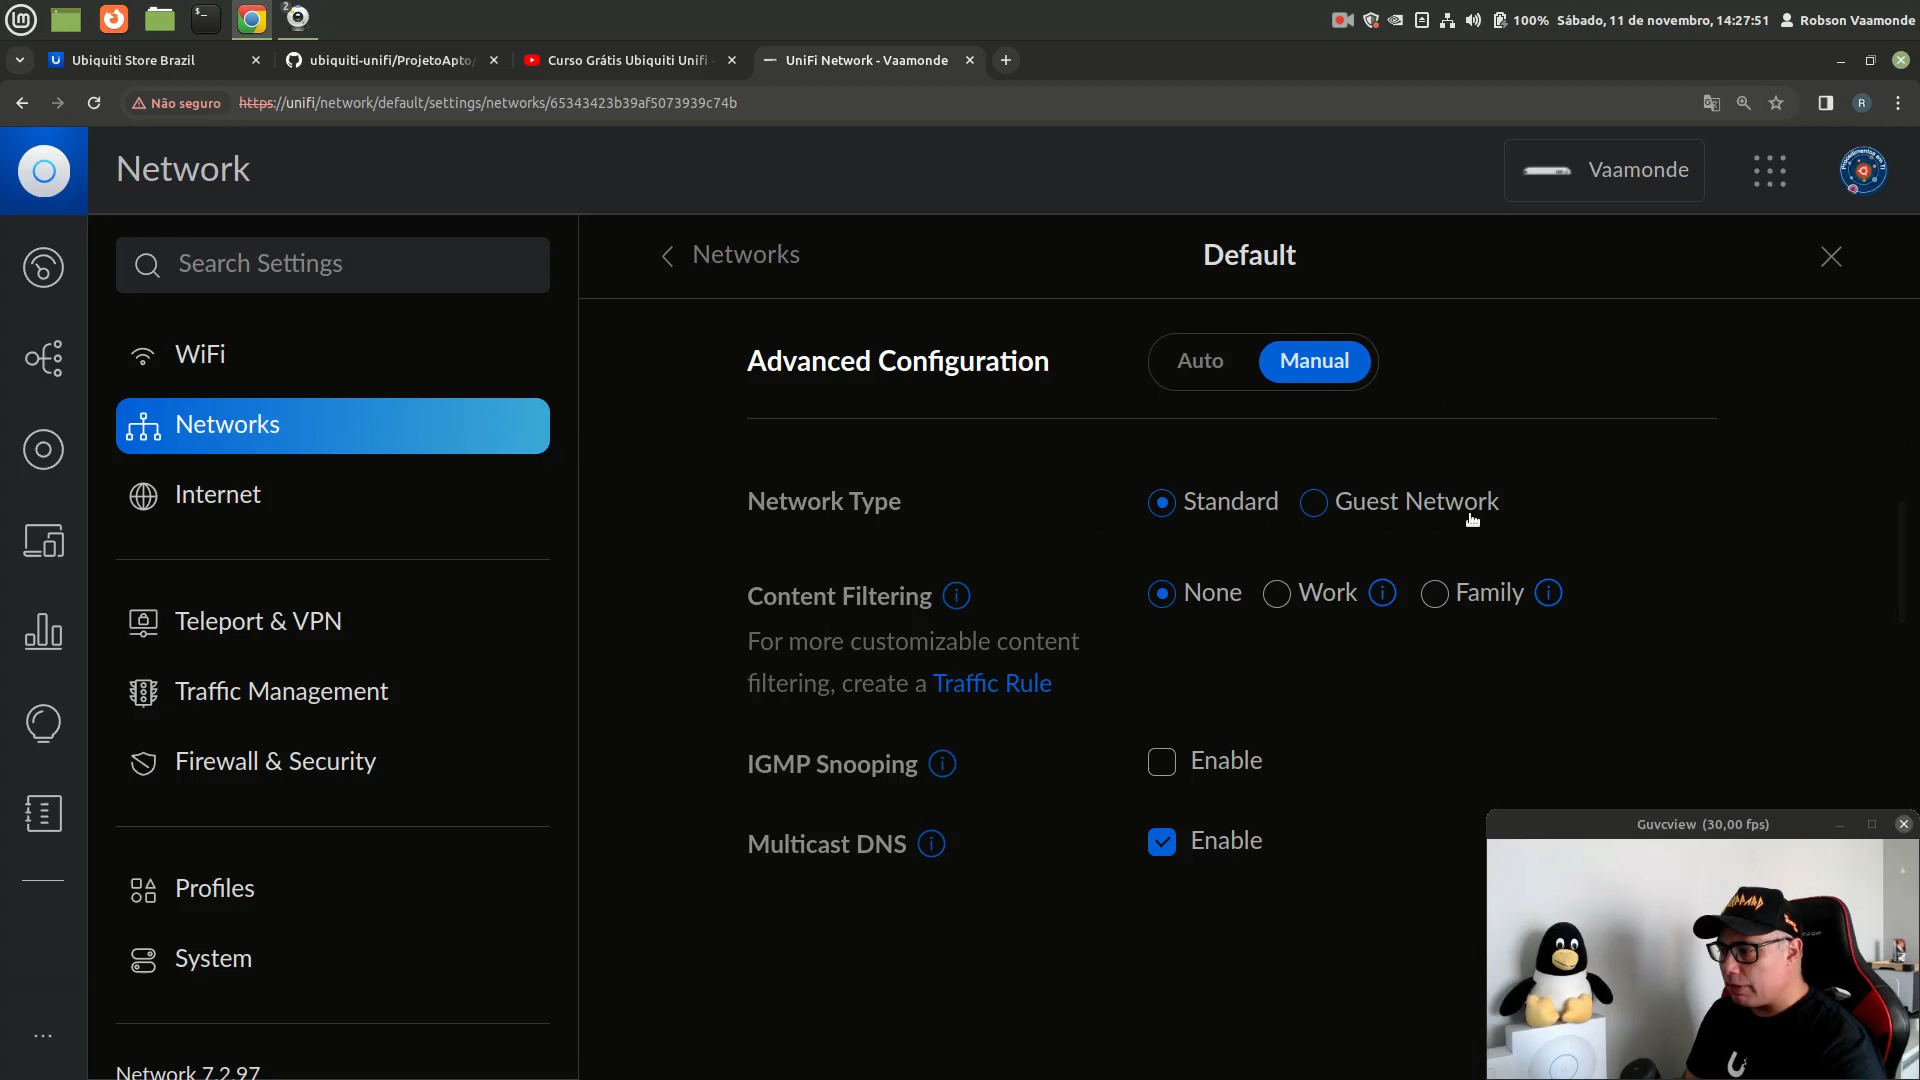 100% Sábado, 11 de novembro, 14:27:51 Robson Vaamonde
Ubiquiti Store Brazil
ubiquiti-unifi/ProjetoApto
Curso Grátis Ubiquiti Unifi
UniFi Network - Vaamonde
Não seguro
https://unifi/network/default/settings/networks/65343423b39af5073939c74b
R
Network
Vaamonde
Search Settings
WiFi
Networks
Internet
Teleport & VPN
Traffic Management
Firewall & Security
Profiles
System
Network 7.2.97
Networks
Default
Advanced Configuration
Auto
Manual
Network Type
Standard
Guest Network
Content Filtering
None
Work
Family
For more customizable content
filtering, create a Traffic Rule
IGMP Snooping
Enable
Multicast DNS
Enable
Guvcview (30,00 fps)